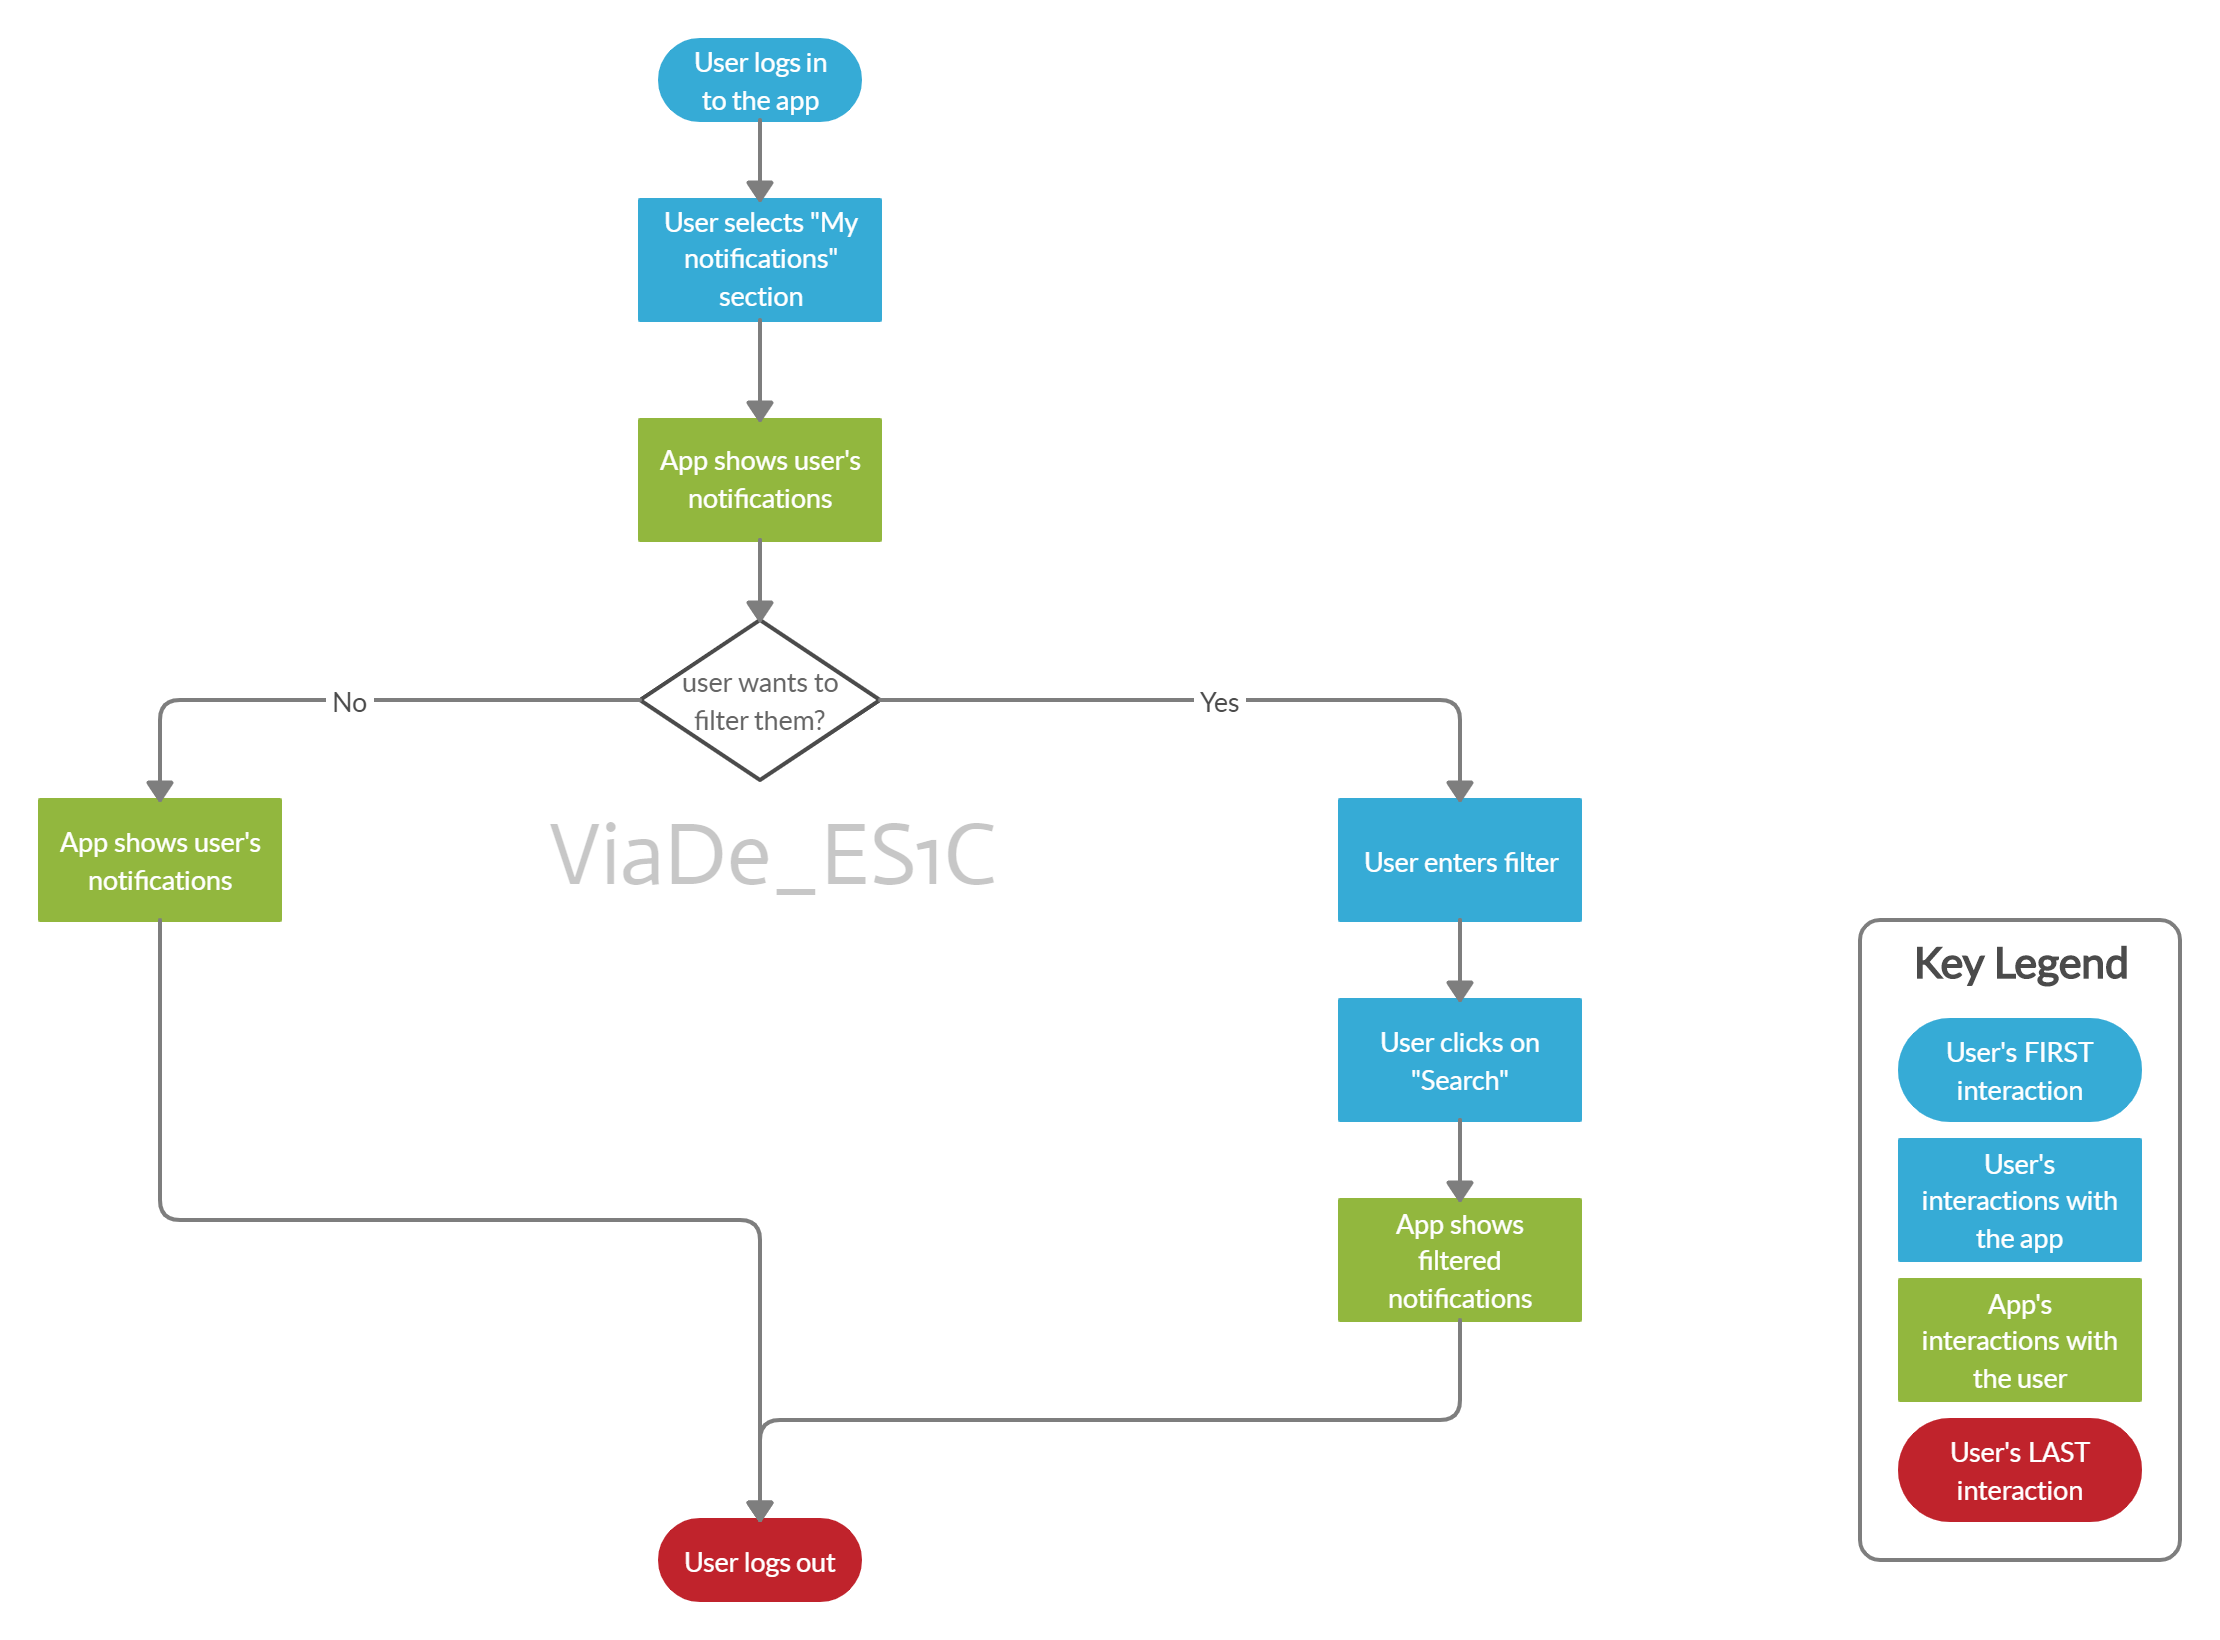 User logs in
to the app
User selects "My
notifications"
section
App shows user's
notifications
user wants to
filter them?
No
Yes
App shows user's
notifications
ViaDe_ES1C
User enters filter
User clicks on
"Search"
App shows
filtered
notifications
User logs out
Key Legend
User's FIRST
interaction
User's
interactions with
the app
App's
interactions with
the user
User's LAST
interaction